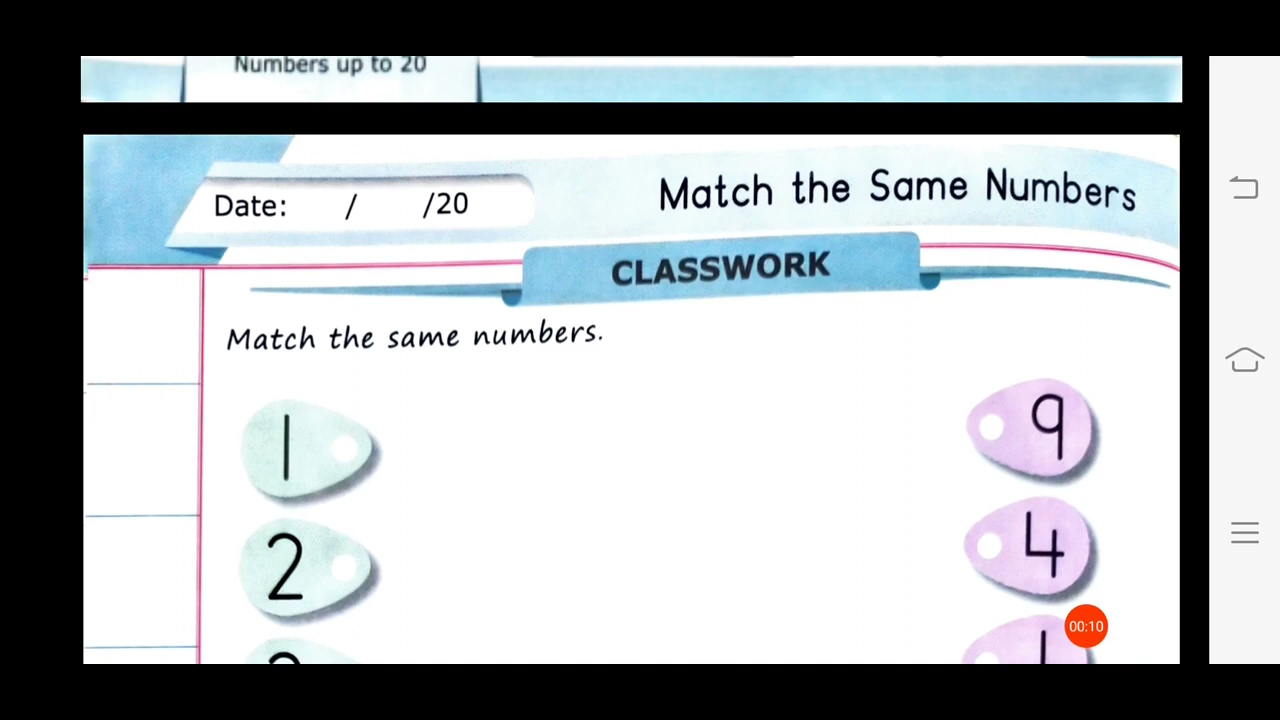 Numbers up to 20
Date: / /20
Match the Same Numbers
CLASSWORK
Match the same numbers.
1
9
2
4
00:10